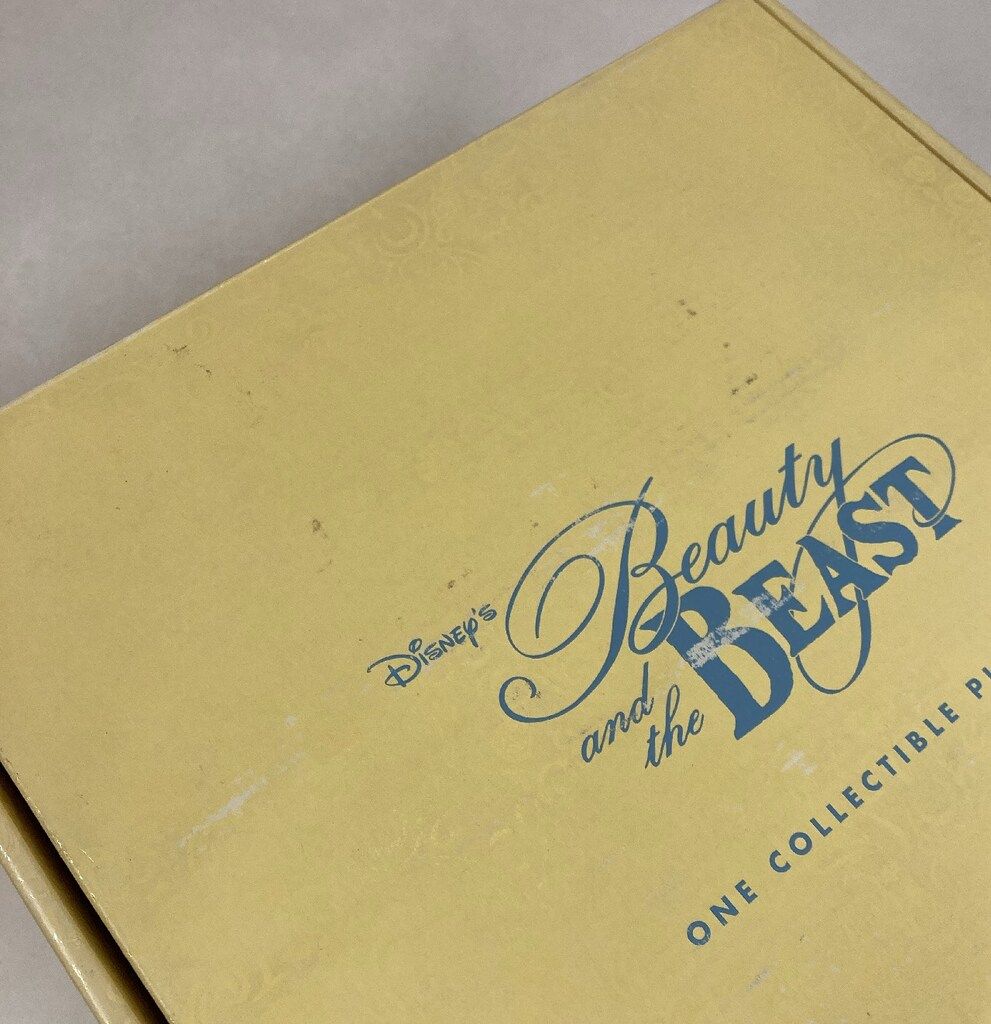 Disney's
Beauty
and the BEAST
ONE COLLECTIBLE